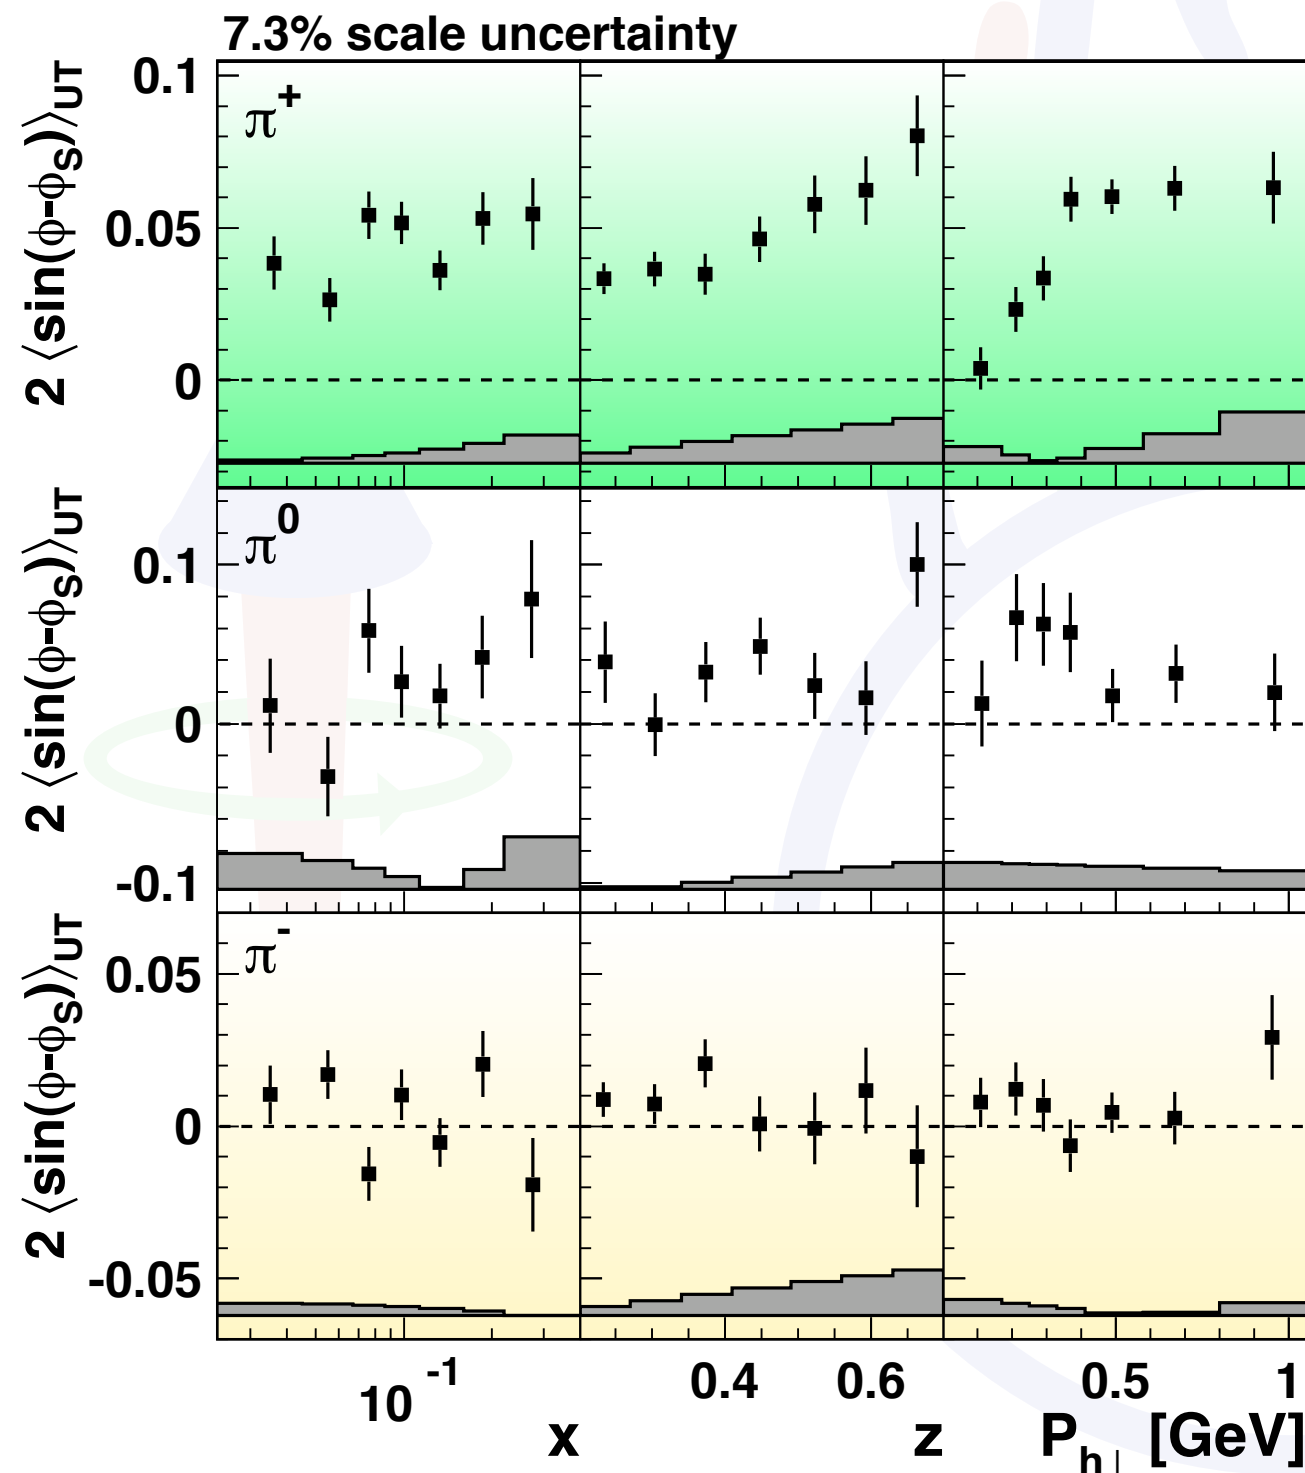 7.3% scale uncertainty
2 ⟨sin(ϕ-ϕS)⟩UT
0.1
0.05
0
π+
2 ⟨sin(ϕ-ϕS)⟩UT
0.1
0
-0.1
π0
2 ⟨sin(ϕ-ϕS)⟩UT
0.05
0
-0.05
π-
10-1 0.4 0.6 0.5 1
x z Ph⊥ [GeV]